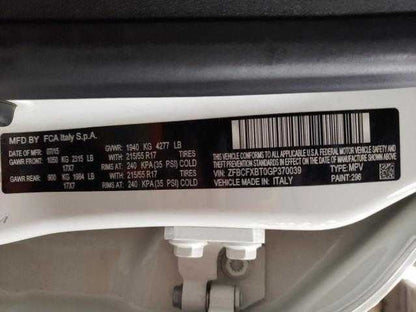 MFD BY FCA Italy S.p.A.
DATE OF MFR 07/15 GVWR: 1940 KG 4277 LB
GAWR FRONT: 1050 KG 2315 LB WITH 215/55 R17 TIRES
17X7 RIMS AT: 240 KPA (35 PSI) COLD
GAWR REAR: 900 KG 1984 LB WITH 215/55 R17 TIRES
17X7 RIMS AT: 240 KPA (35 PSI) COLD
THIS VEHICLE CONFORMS TO ALL APPLICABLE
FEDERAL MOTOR VEHICLE SAFETY, BUMPER, AND
THEFT PREVENTION STANDARDS IN EFFECT
ON THE DATE OF MANUFACTURE SHOWN ABOVE
VIN: ZFBCFXBT0GP370039 TYPE: MPV
VEHICLE MADE IN: ITALY PAINT: 296